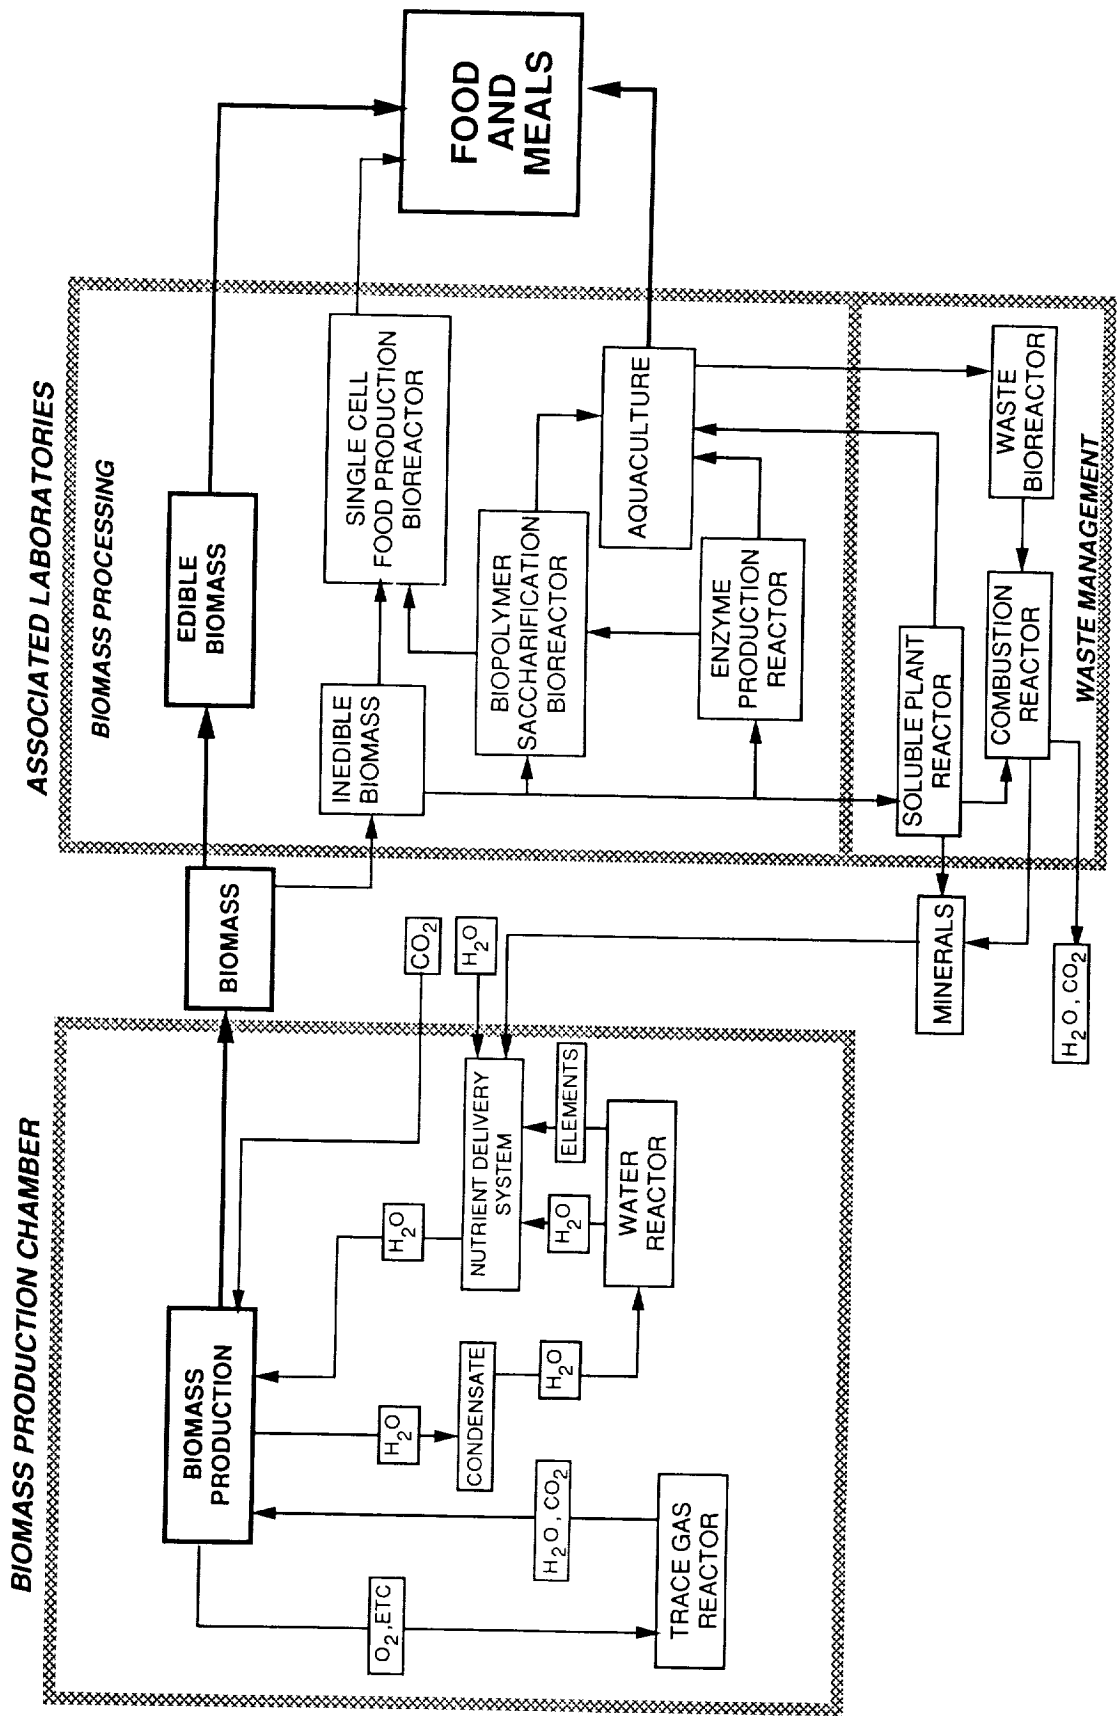 BIOMASS PRODUCTION CHAMBER
ASSOCIATED LABORATORIES
BIOMASS PROCESSING
BIOMASS
PRODUCTION
BIOMASS
EDIBLE
BIOMASS
FOOD
AND
MEALS
O2,ETC
H2O
H2O
CO2
H2O
INEDIBLE
BIOMASS
SINGLE CELL
FOOD PRODUCTION
BIOREACTOR
CONDENSATE
NUTRIENT DELIVERY
SYSTEM
BIOPOLYMER
SACCHARIFICATION
BIOREACTOR
H2O, CO2
H2O
H2O
ELEMENTS
AQUACULTURE
TRACE GAS
REACTOR
WATER
REACTOR
ENZYME
PRODUCTION
REACTOR
MINERALS
SOLUBLE PLANT
REACTOR
WASTE
BIOREACTOR
COMBUSTION
REACTOR
H2O, CO2
WASTE MANAGEMENT